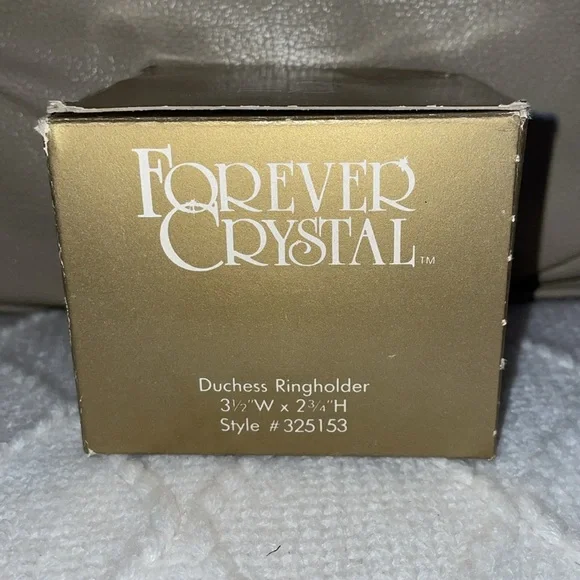 FOREVER
CRYSTAL™
Duchess Ringholder
3½"W x 2¾"H
Style # 325153